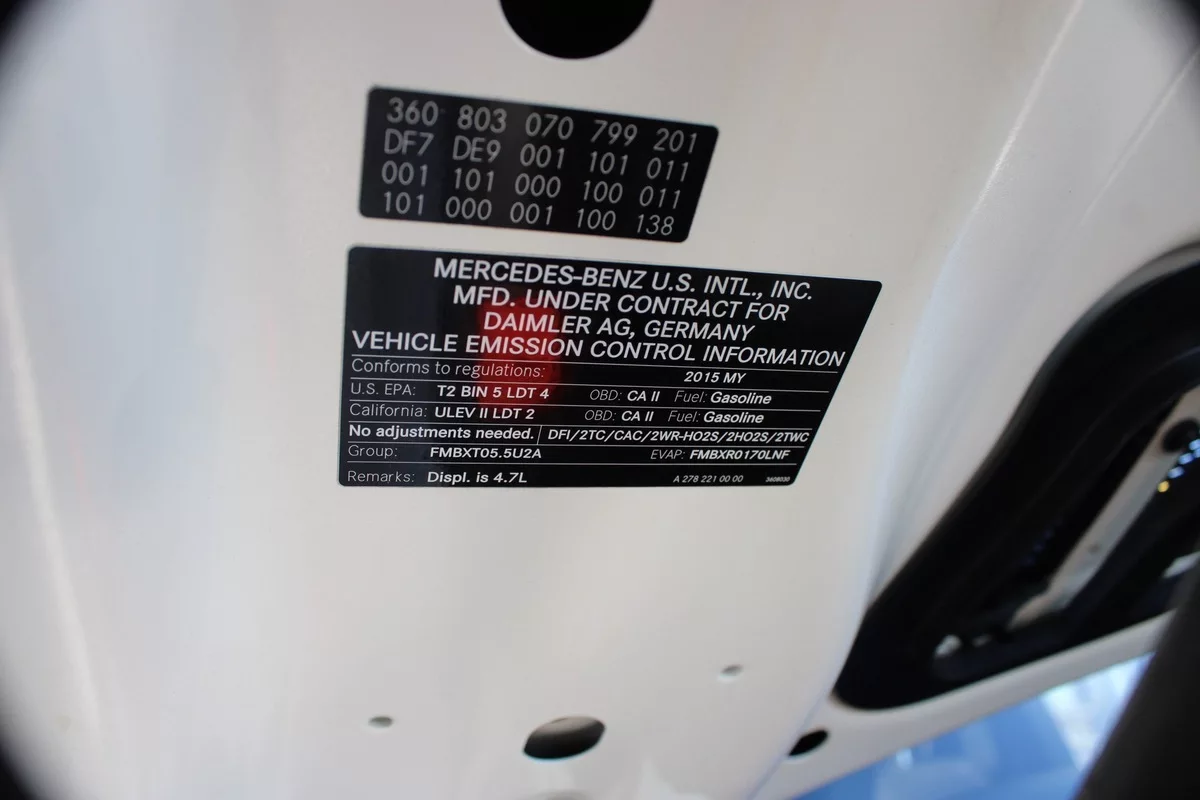 360 803 070 799 201
DF7 DE9 001 101 011
001 101 000 100 011
101 000 001 100 138
MERCEDES-BENZ U.S. INTL., INC.
MFD. UNDER CONTRACT FOR
DAIMLER AG, GERMANY
VEHICLE EMISSION CONTROL INFORMATION
Conforms to regulations: 2015 MY
U.S. EPA: T2 BIN 5 LDT 4 OBD: CA II Fuel: Gasoline
California: ULEV II LDT 2 OBD: CA II Fuel: Gasoline
No adjustments needed. DFI/2TC/CAC/2WR-HO2S/2HO2S/2TWC
Group: FMBXT05.5U2A EVAP: FMBXR0170LNF
Remarks: Displ. is 4.7L A 278 221 00 00